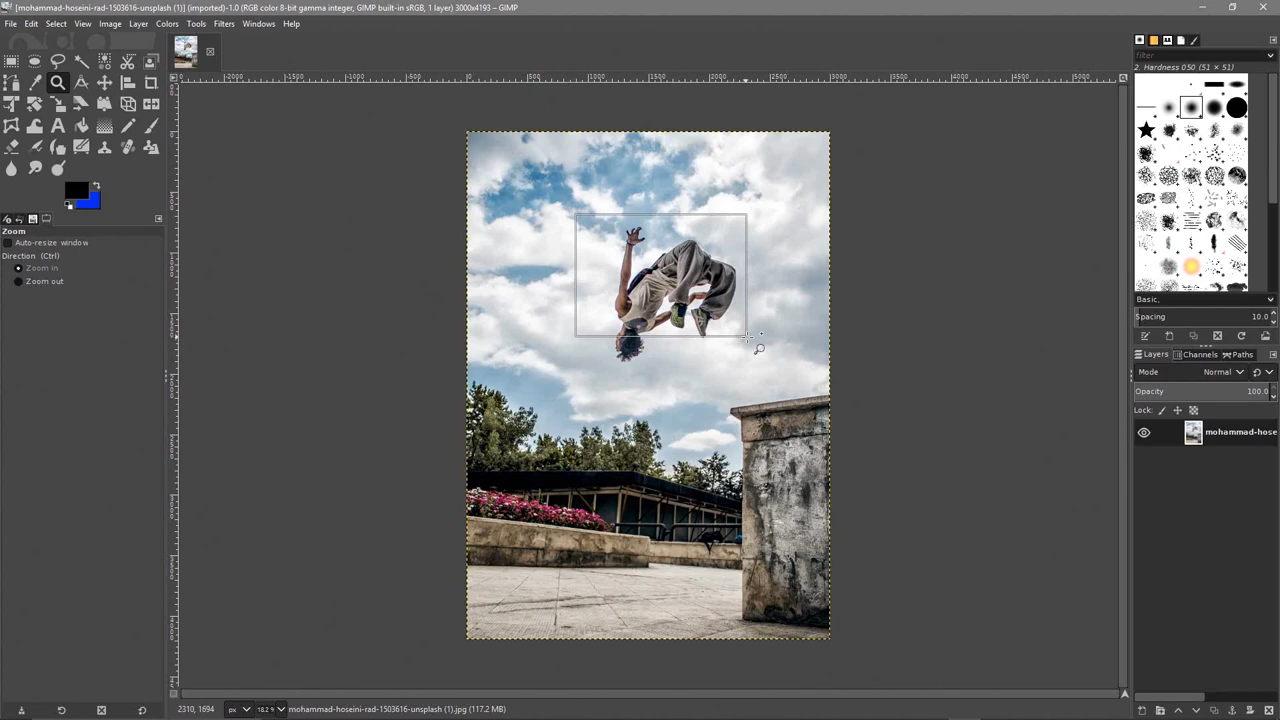 [mohammad-hoseini-rad-1503616-unsplash (1)] (imported)-1.0 (RGB color 8-bit gamma integer, GIMP built-in sRGB, 1 layer) 3000x4193 – GIMP
File Edit Select View Image Layer Colors Tools Filters Windows Help
Filter
2. Hardness 050 (51 × 51)
Zoom
Auto-resize window
Direction (Ctrl)
Zoom in
Zoom out
Basic,
Spacing 10.0
Layers Channels Paths
Mode Normal
Opacity 100.0
Lock:
mohammad-hose
2310, 1694 px 18.2 % mohammad-hoseini-rad-1503616-unsplash (1).jpg (117.2 MB)